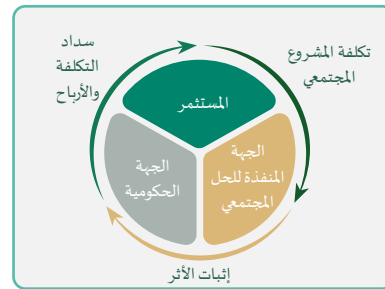 سداد
التكلفة
والأرباح
تكلفة المشروع
المجتمعي
المستثمر
الجهة
الحكومية
الجهة
المنفذة للحل
المجتمعي
إثبات الأثر